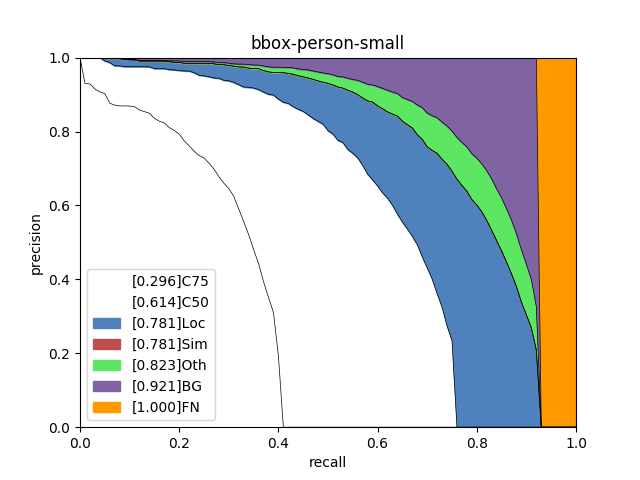 bbox-person-small
precision
1.0
0.8
0.6
0.4
0.2
0.0
[0.296]C75
[0.614]C50
[0.781]Loc
[0.781]Sim
[0.823]Oth
[0.921]BG
[1.000]FN
0.0 0.2 0.4 0.6 0.8 1.0
recall